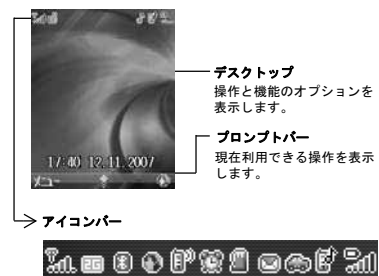 デスクトップ
操作と機能のオプションを
表示します。
プロンプトバー
現在利用できる操作を表示
します。
17:40 12.11.2007
メニュー
アイコンバー
2G